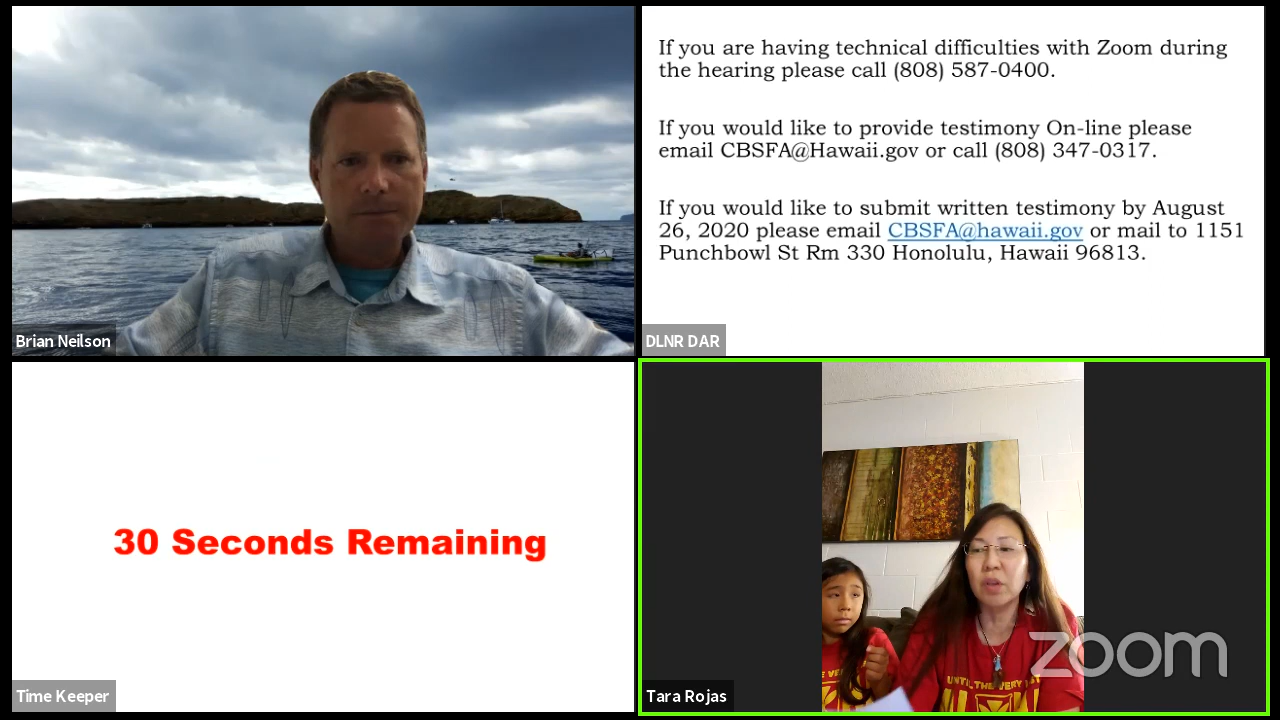 If you are having technical difficulties with Zoom during
the hearing please call (808) 587-0400.
If you would like to provide testimony On-line please
email CBSFA@Hawaii.gov or call (808) 347-0317.
If you would like to submit written testimony by August
26, 2020 please email CBSFA@hawaii.gov or mail to 1151
Punchbowl St Rm 330 Honolulu, Hawaii 96813.
Brian Neilson
DLNR DAR
30 Seconds Remaining
UNTIL THE VERY
zoom
Time Keeper
Tara Rojas